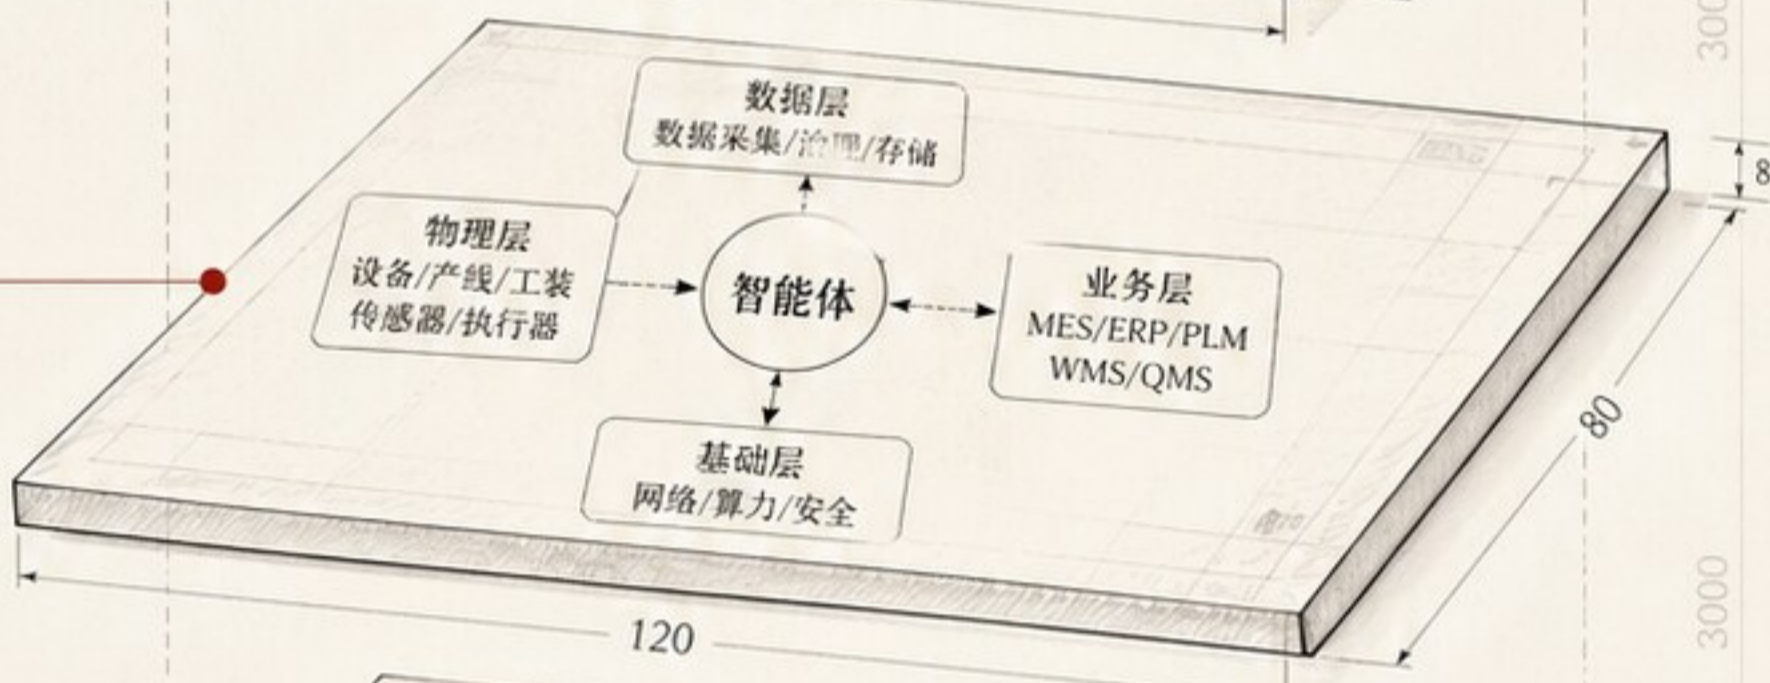 数据层
数据采集/治理/存储
物理层
设备/产线/工装
传感器/执行器
智能体
业务层
MES/ERP/PLM
WMS/QMS
基础层
网络/算力/安全
120
80
8
300
3000